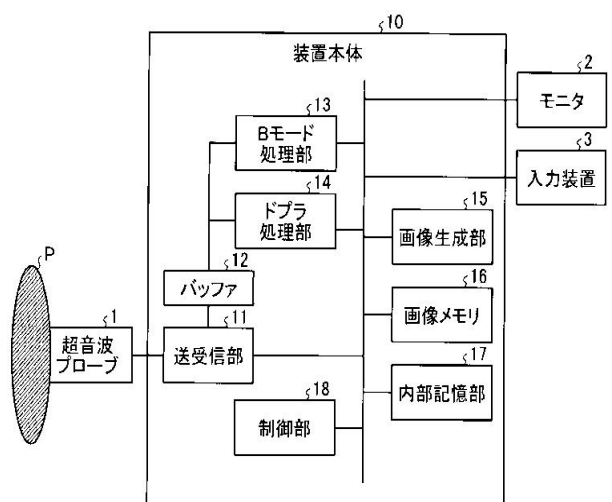 10
装置本体
2
モニタ
3
入力装置
13
Bモード
処理部
14
ドプラ
処理部
15
画像生成部
12
バッファ
16
画像メモリ
P
1
超音波
プローブ
11
送受信部
17
内部記憶部
18
制御部